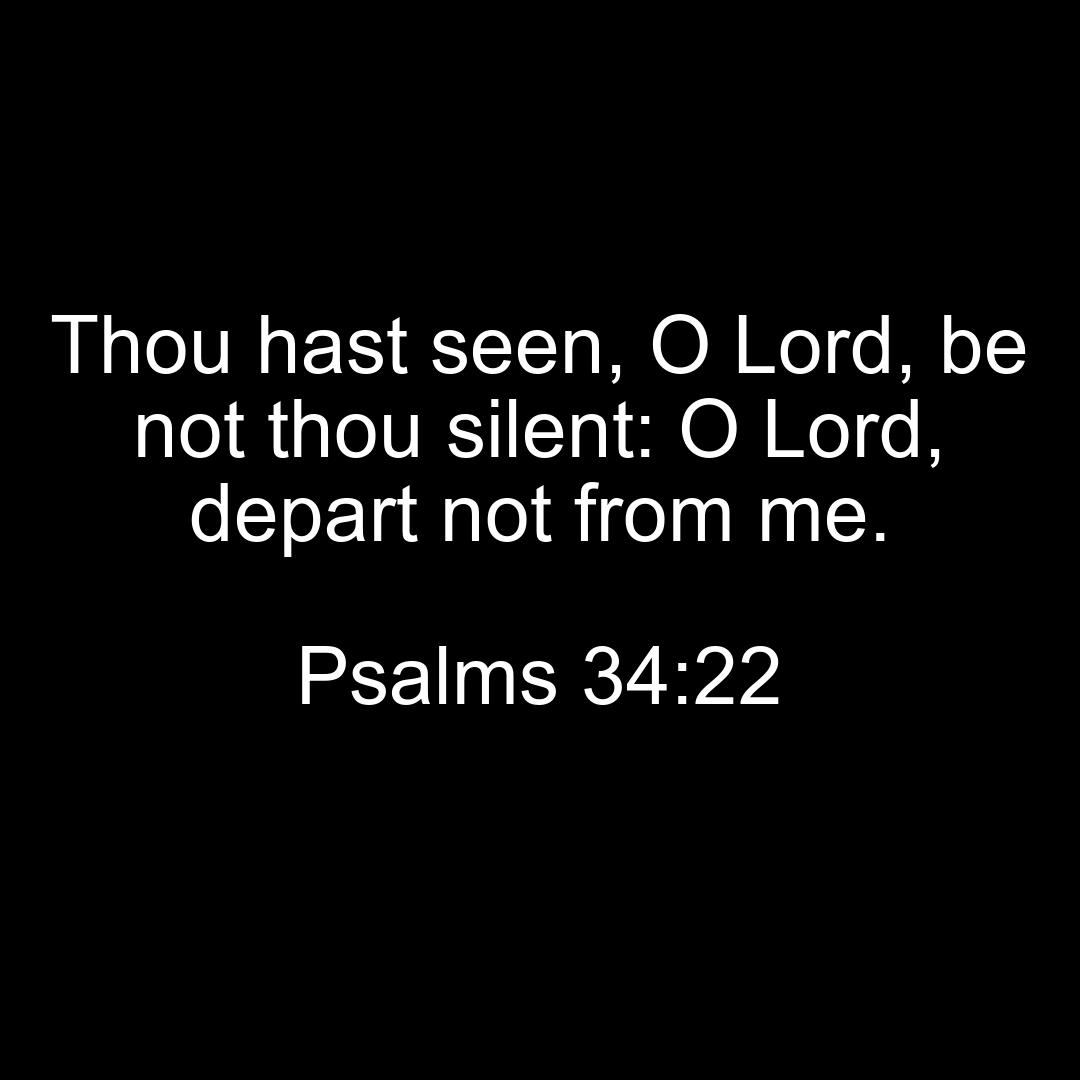 Thou hast seen, O Lord, be
not thou silent: O Lord,
depart not from me.
Psalms 34:22